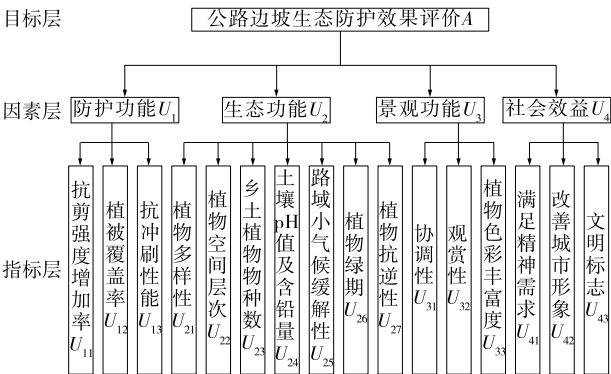 目标层
公路边坡生态防护效果评价A
因素层
防护功能U1
生态功能U2
景观功能U3
社会效益U4
指标层
抗剪强度增加率U11
植被覆盖率U12
抗冲刷性能U13
植物多样性U21
植物空间层次U22
乡土植物物种数U23
土壤pH值及含铅量U24
路域小气候缓解性U25
植物绿期U26
植物抗逆性U27
协调性U31
观赏性U32
植物色彩丰富度U33
满足精神需求U41
改善城市形象U42
文明标志U43